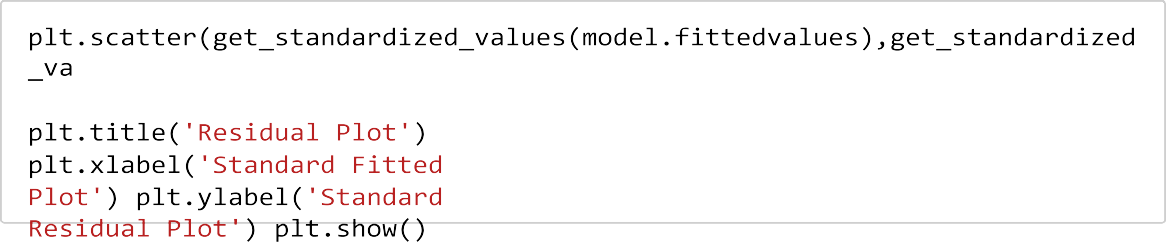 plt.scatter(get_standardized_values(model.fittedvalues),get_standardized
_va
plt.title('Residual Plot')
plt.xlabel('Standard Fitted
Plot') plt.ylabel('Standard
Residual Plot') plt.show()